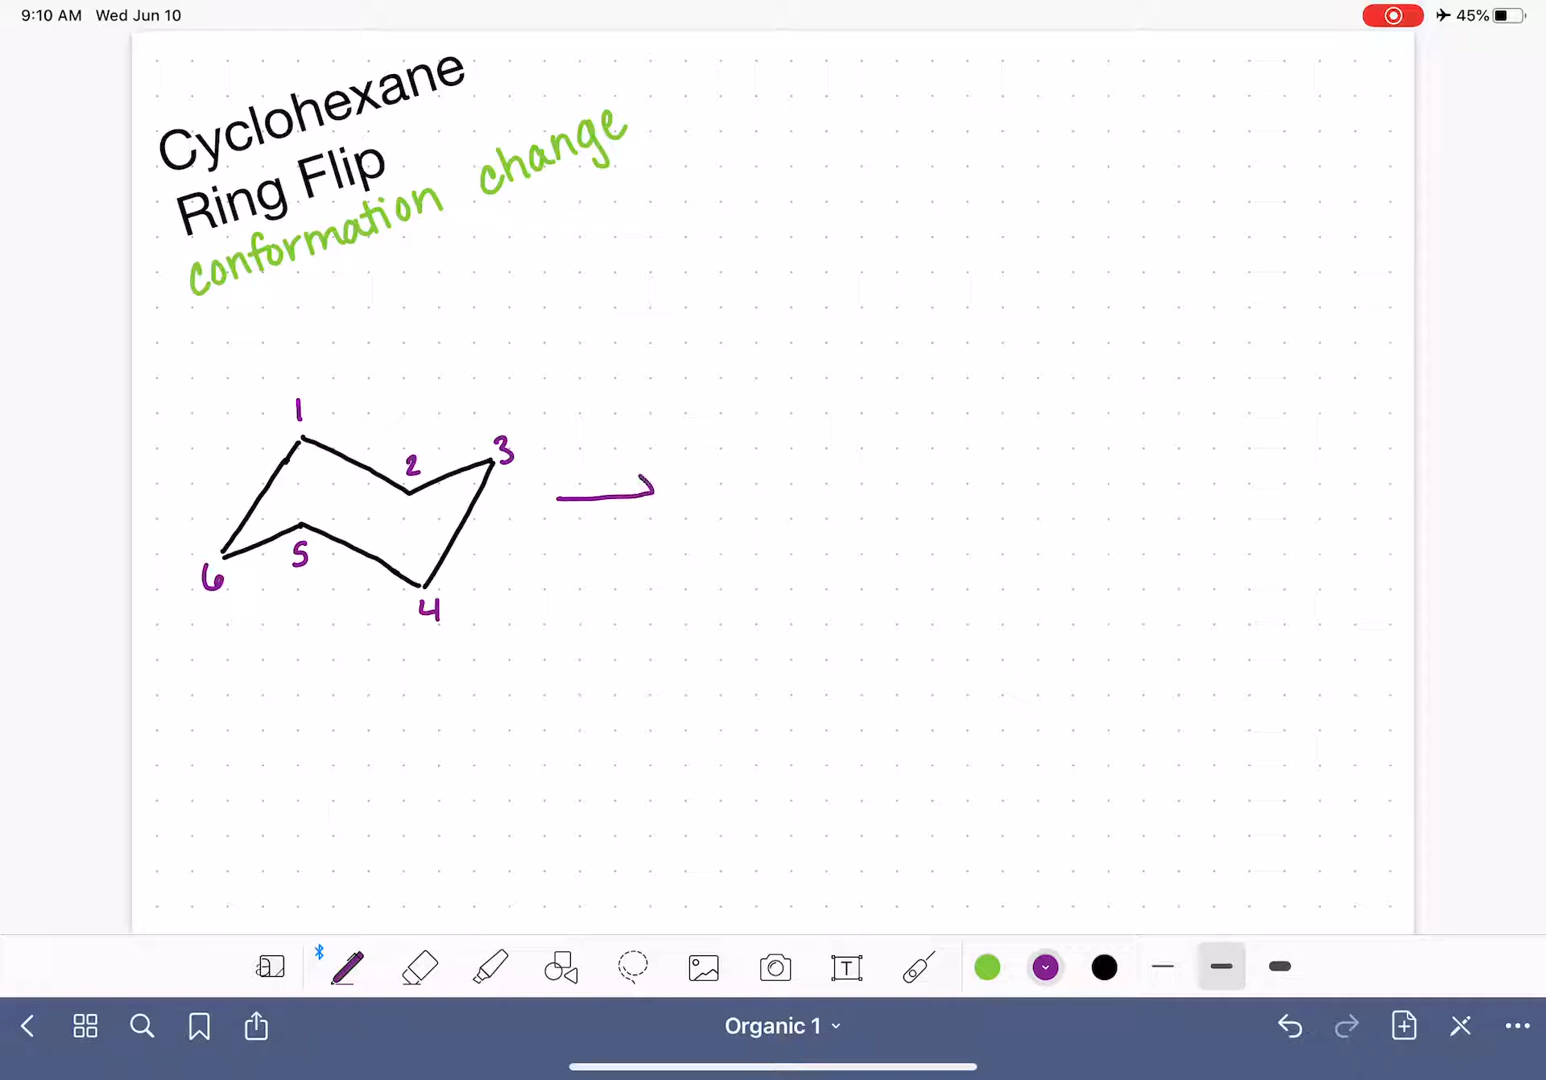 9:10 AM Wed Jun 10
45%
Cyclohexane
Ring Flip
conformation change
1
2
3
6
5
4
T
Organic 1